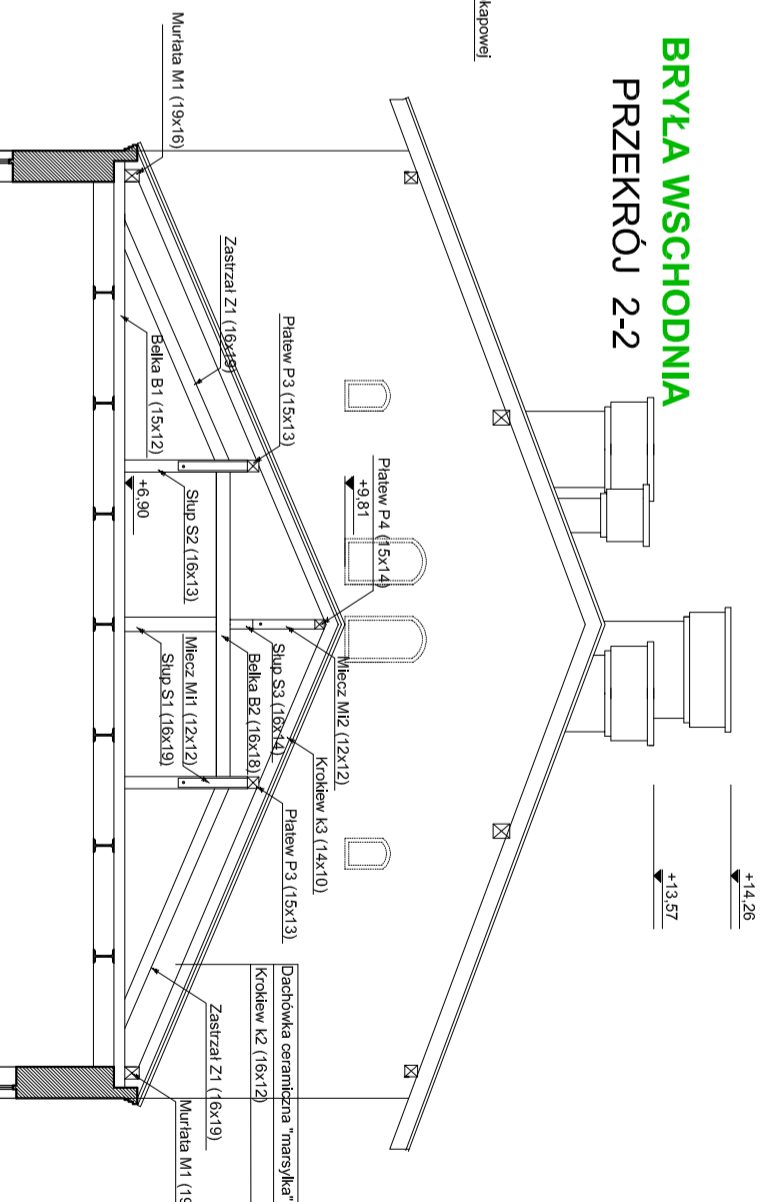 BRYŁA WSCHODNIA
PRZEKRÓJ 2-2
kapowej
+14,26
+13,57
Murłata M1 (19x16)
Zastrzał Z1 (16x19)
Płatew P3 (15x13)
Płatew P4 (15x14)
+9,81
Belka B1 (15x12)
Słup S2 (16x13)
+6,90
Miecz Mi2 (12x12)
Słup S3 (16x14)
Belka B2 (16x18)
Miecz Mi1 (12x12)
Słup S1 (16x19)
Krokiew k3 (14x10)
Płatew P3 (15x13)
Dachówka ceramiczna "marsylka"
Krokiew k2 (16x12)
Zastrzał Z1 (16x19)
Murłata M1 (19